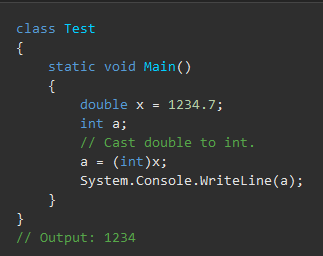 class Test
{
    static void Main()
    {
        double x = 1234.7;
        int a;
        // Cast double to int.
        a = (int)x;
        System.Console.WriteLine(a);
    }
}
// Output: 1234